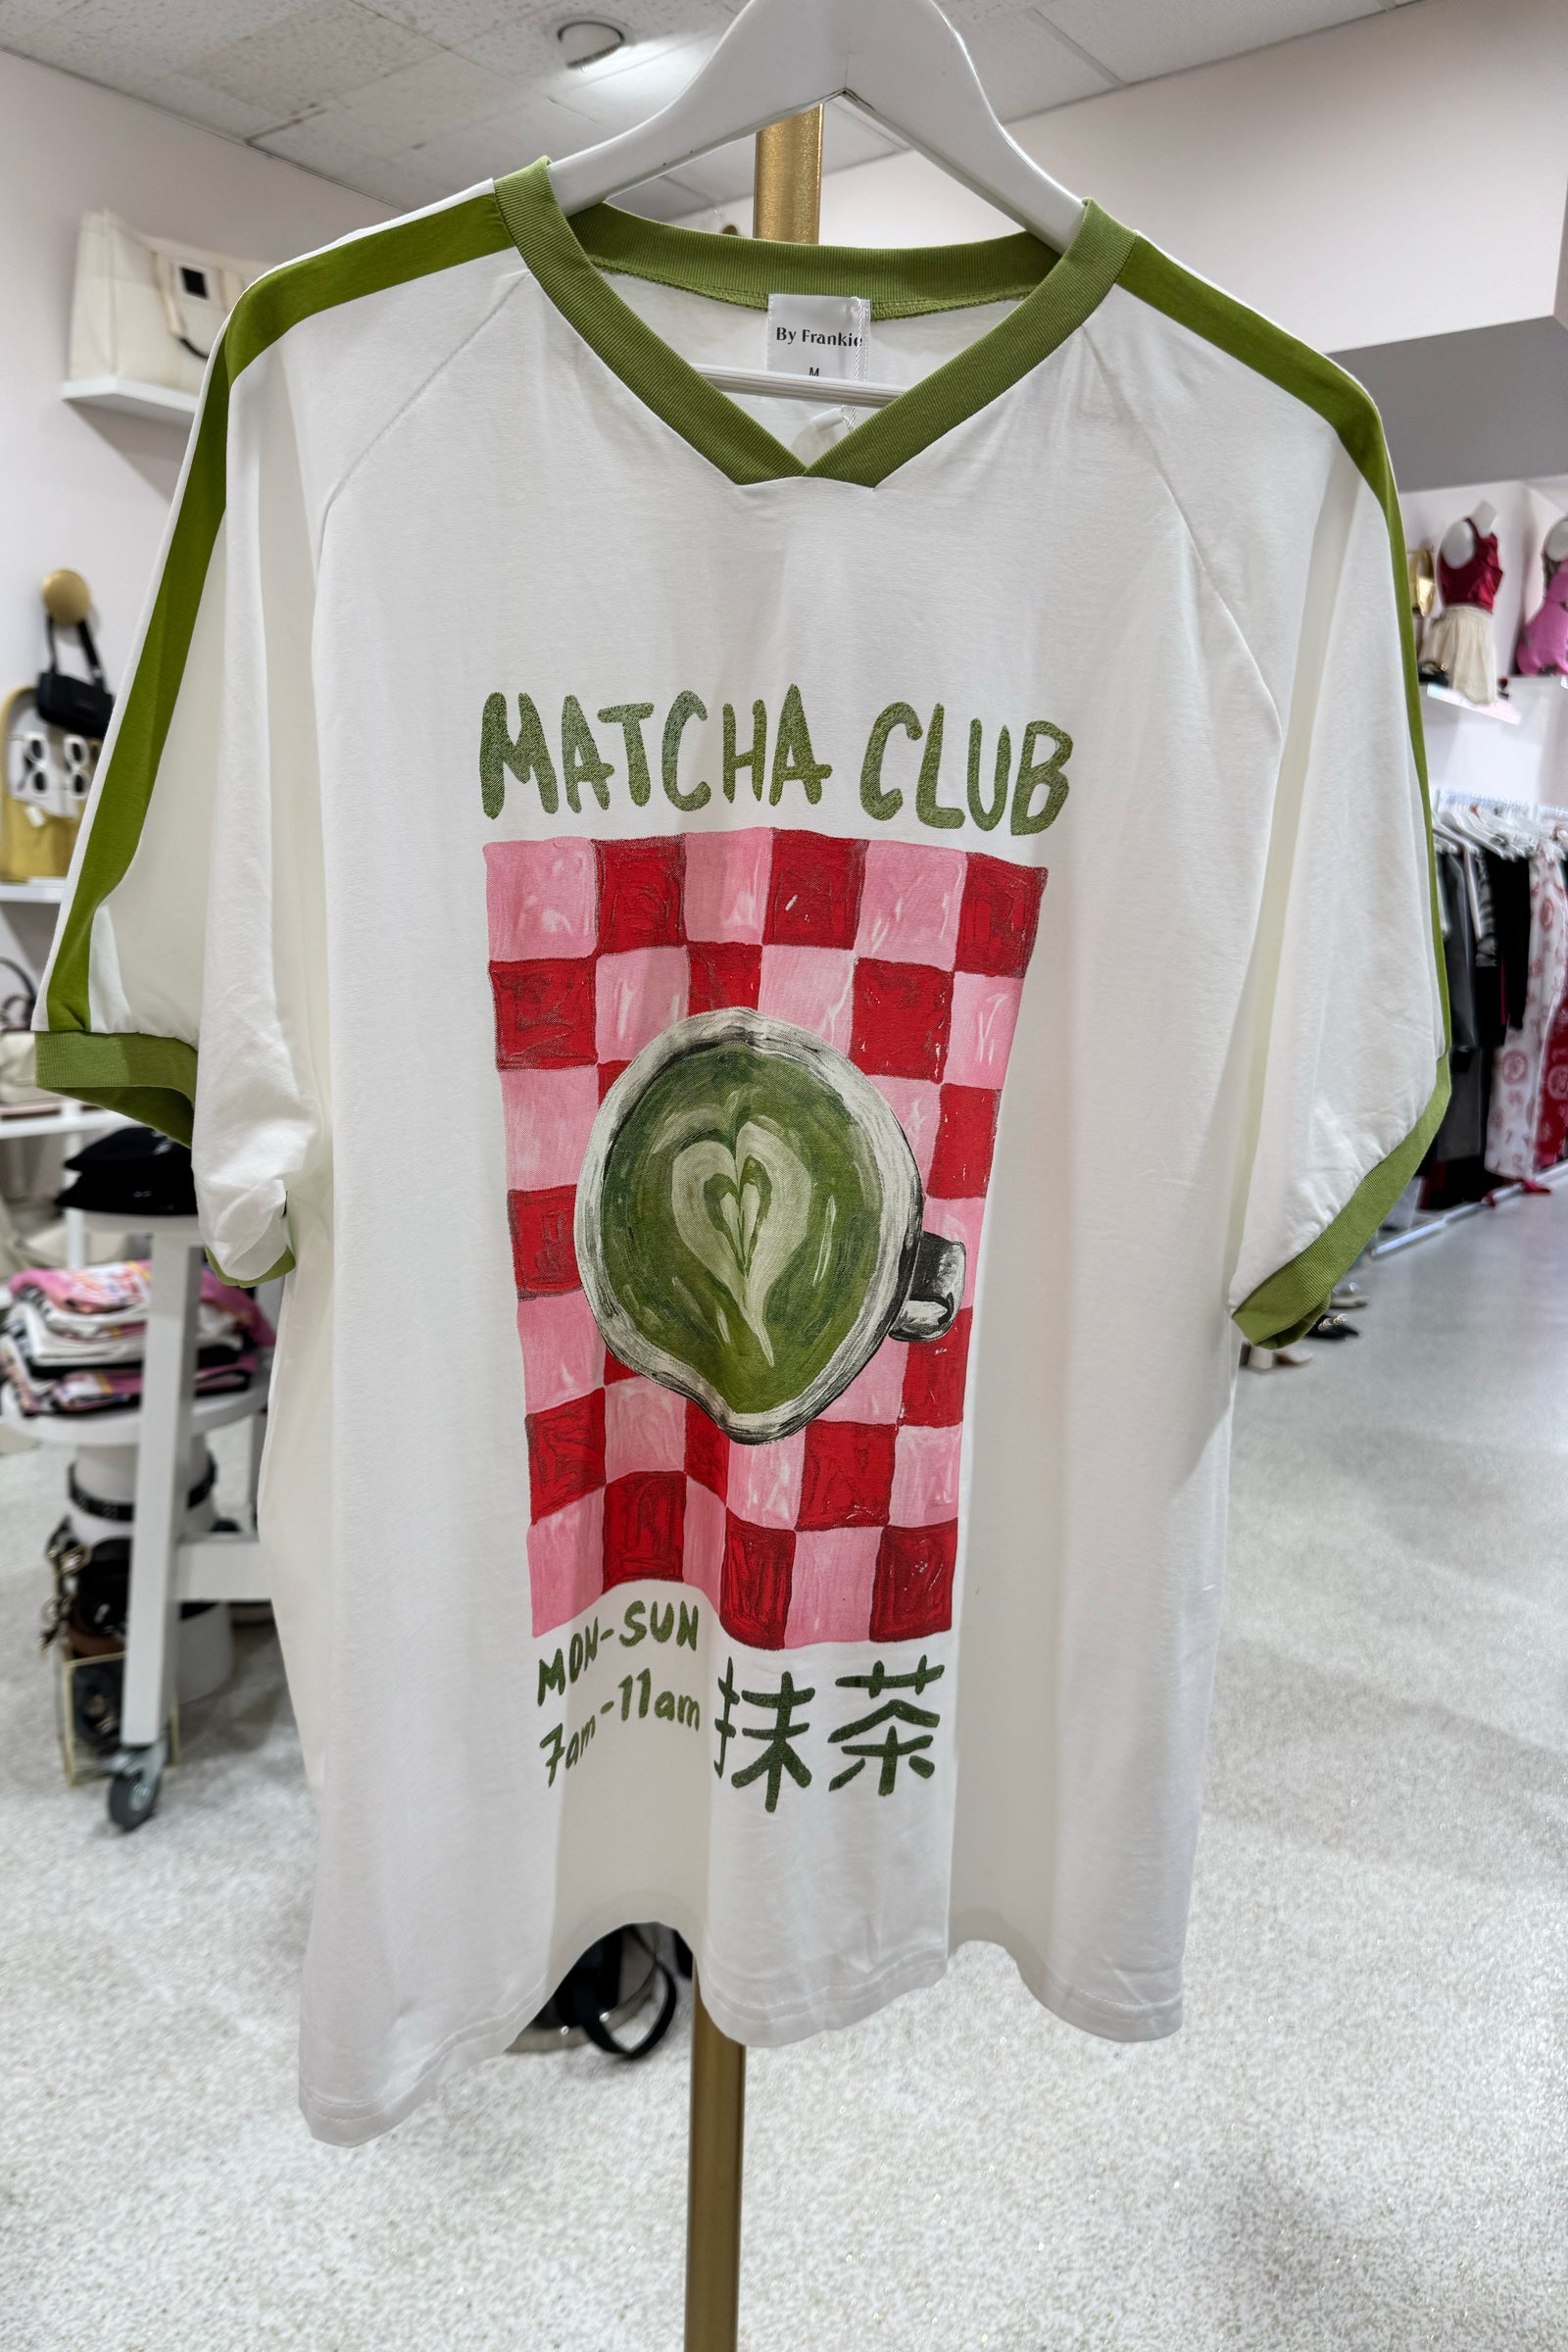 By Frankie
M
MATCHA CLUB
MON-SUN
7am-11am
抹茶